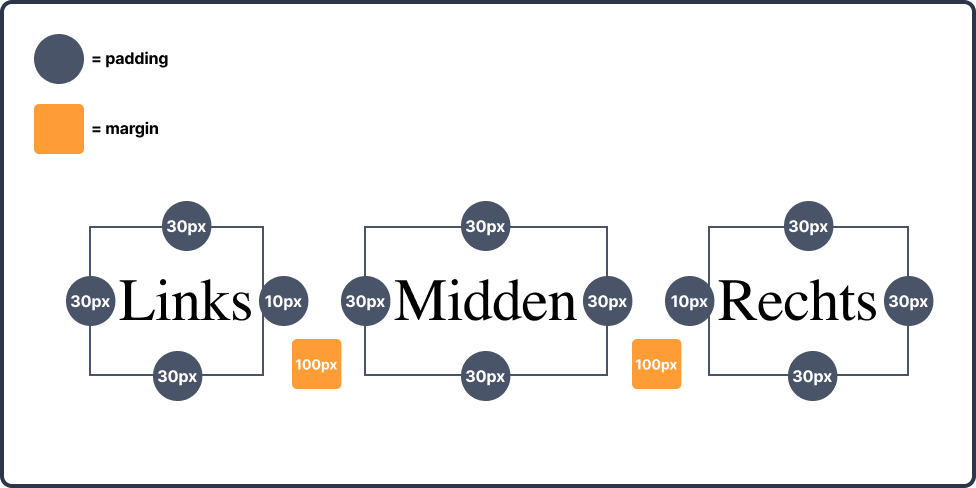 = padding
= margin
30px 30px 30px
30px Links 10px 30px Midden 30px 10px Rechts 30px
100px 100px
30px 30px 30px